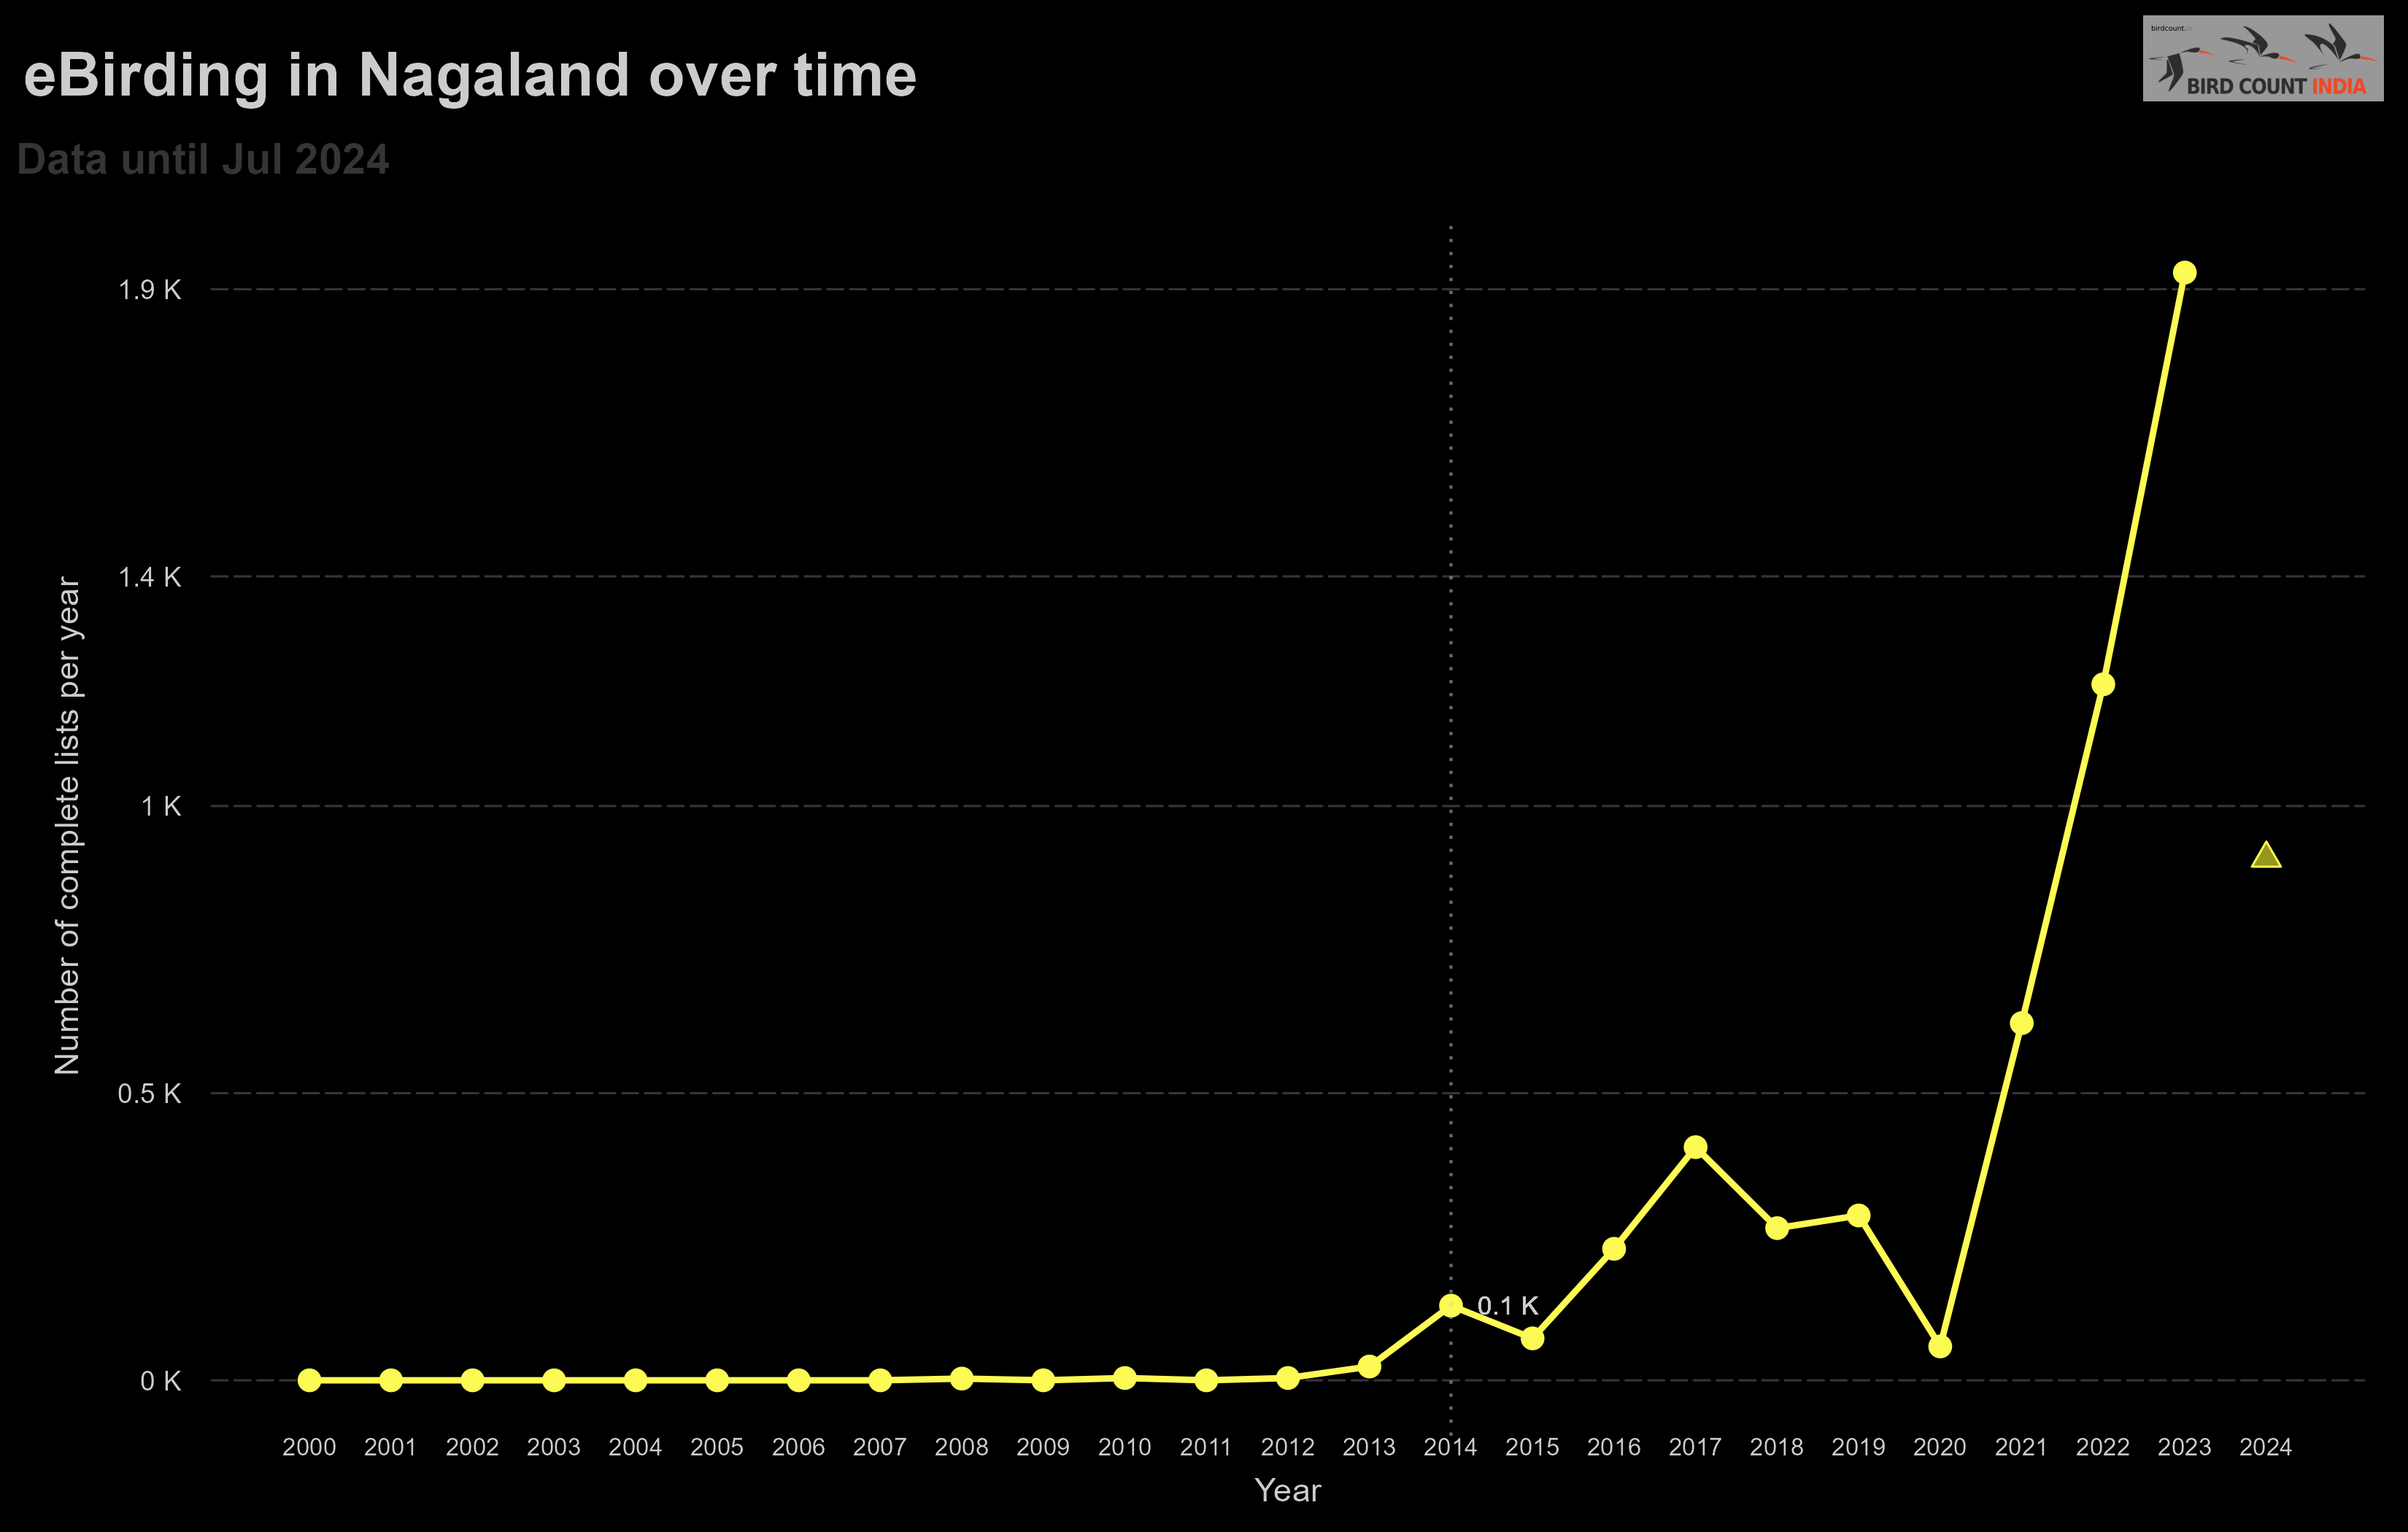 eBirding in Nagaland over time
birdcount.in
BIRD COUNT INDIA
Data until Jul 2024
1.9 K
1.4 K
1 K
0.5 K
0 K
Number of complete lists per year
0.1 K
2000 2001 2002 2003 2004 2005 2006 2007 2008 2009 2010 2011 2012 2013 2014 2015 2016 2017 2018 2019 2020 2021 2022 2023 2024
Year